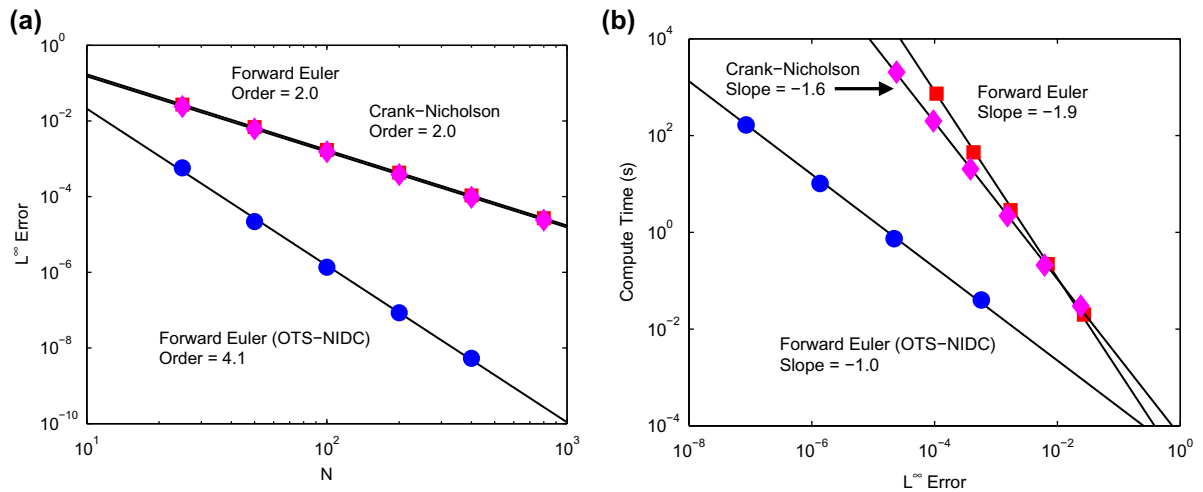 (a)
10^0
10^-2
10^-4
10^-6
10^-8
10^-10
L^∞ Error
10^1
10^2
10^3
N
Forward Euler
Order = 2.0
Crank−Nicholson
Order = 2.0
Forward Euler (OTS−NIDC)
Order = 4.1
(b)
10^4
10^2
10^0
10^-2
10^-4
Compute Time (s)
10^-8
10^-6
10^-4
10^-2
10^0
L^∞ Error
Crank−Nicholson
Slope = −1.6
Forward Euler
Slope = −1.9
Forward Euler (OTS−NIDC)
Slope = −1.0